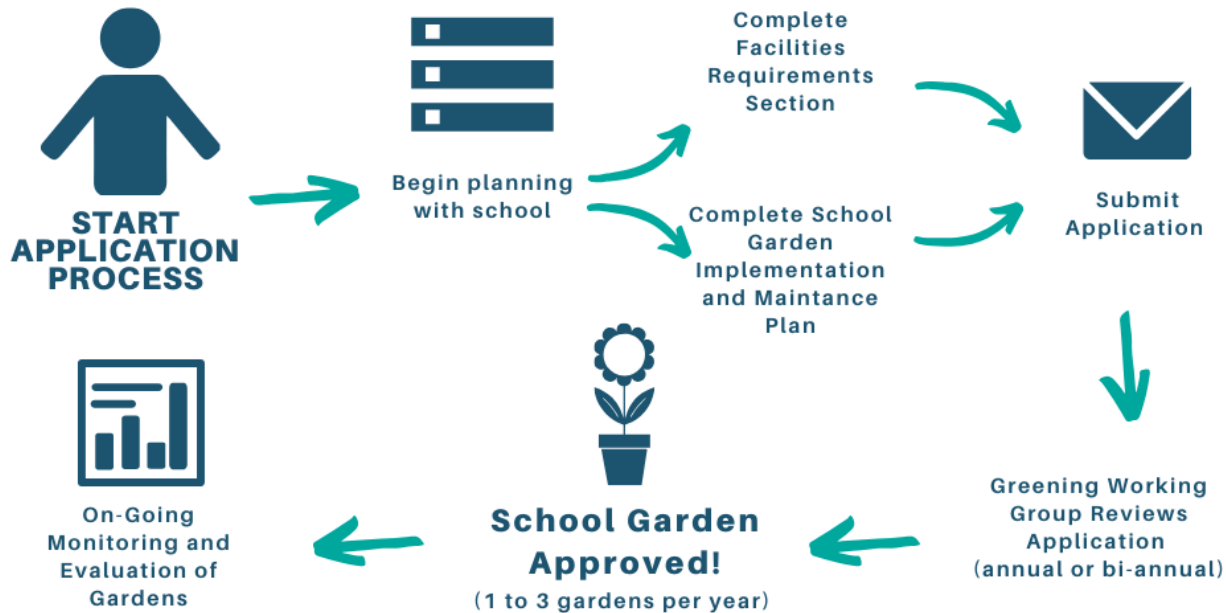 START
APPLICATION
PROCESS
Begin planning
with school
Complete
Facilities
Requirements
Section
Complete School
Garden
Implementation
and Maintance
Plan
Submit
Application
Greening Working
Group Reviews
Application
(annual or bi-annual)
School Garden
Approved!
(1 to 3 gardens per year)
On-Going
Monitoring and
Evaluation of
Gardens